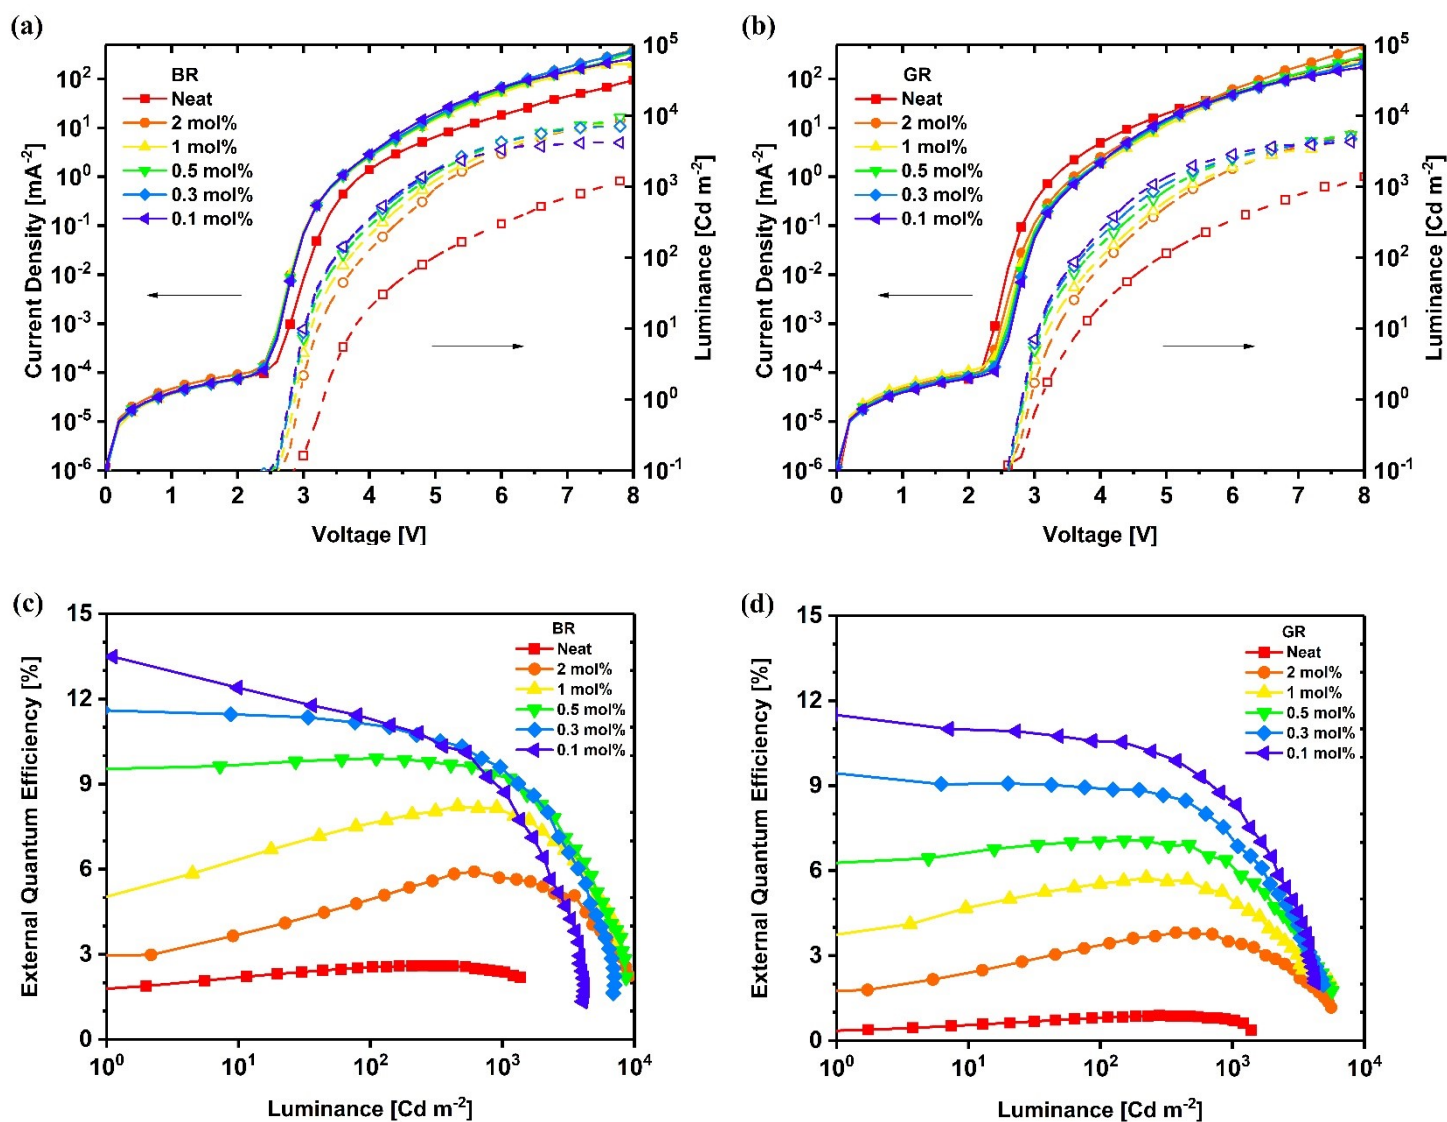 (a)
BR
Neat
2 mol%
1 mol%
0.5 mol%
0.3 mol%
0.1 mol%
Current Density [mA⁻²]
10²
10¹
10⁰
10⁻¹
10⁻²
10⁻³
10⁻⁴
10⁻⁵
10⁻⁶
0 1 2 3 4 5 6 7 8
Voltage [V]
10⁵
10⁴
10³
10²
10¹
10⁰
10⁻¹
Luminance [Cd m⁻²]
(b)
GR
Neat
2 mol%
1 mol%
0.5 mol%
0.3 mol%
0.1 mol%
Current Density [mA⁻²]
10²
10¹
10⁰
10⁻¹
10⁻²
10⁻³
10⁻⁴
10⁻⁵
10⁻⁶
0 1 2 3 4 5 6 7 8
Voltage [V]
10⁵
10⁴
10³
10²
10¹
10⁰
10⁻¹
Luminance [Cd m⁻²]
(c)
BR
Neat
2 mol%
1 mol%
0.5 mol%
0.3 mol%
0.1 mol%
External Quantum Efficiency [%]
15
12
9
6
3
0
10⁰ 10¹ 10² 10³ 10⁴
Luminance [Cd m⁻²]
(d)
GR
Neat
2 mol%
1 mol%
0.5 mol%
0.3 mol%
0.1 mol%
External Quantum Efficiency [%]
15
12
9
6
3
0
10⁰ 10¹ 10² 10³ 10⁴
Luminance [Cd m⁻²]